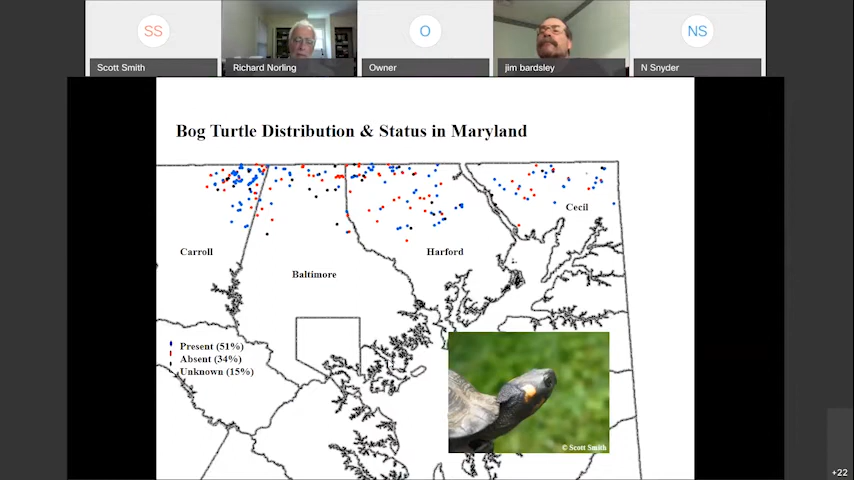 SS
O
NS
Scott Smith
Richard Norling
Owner
jim bardsley
N Snyder
Bog Turtle Distribution & Status in Maryland
Cecil
Carroll
Harford
Baltimore
Present (51%)
Absent (34%)
Unknown (15%)
© Scott Smith
+22